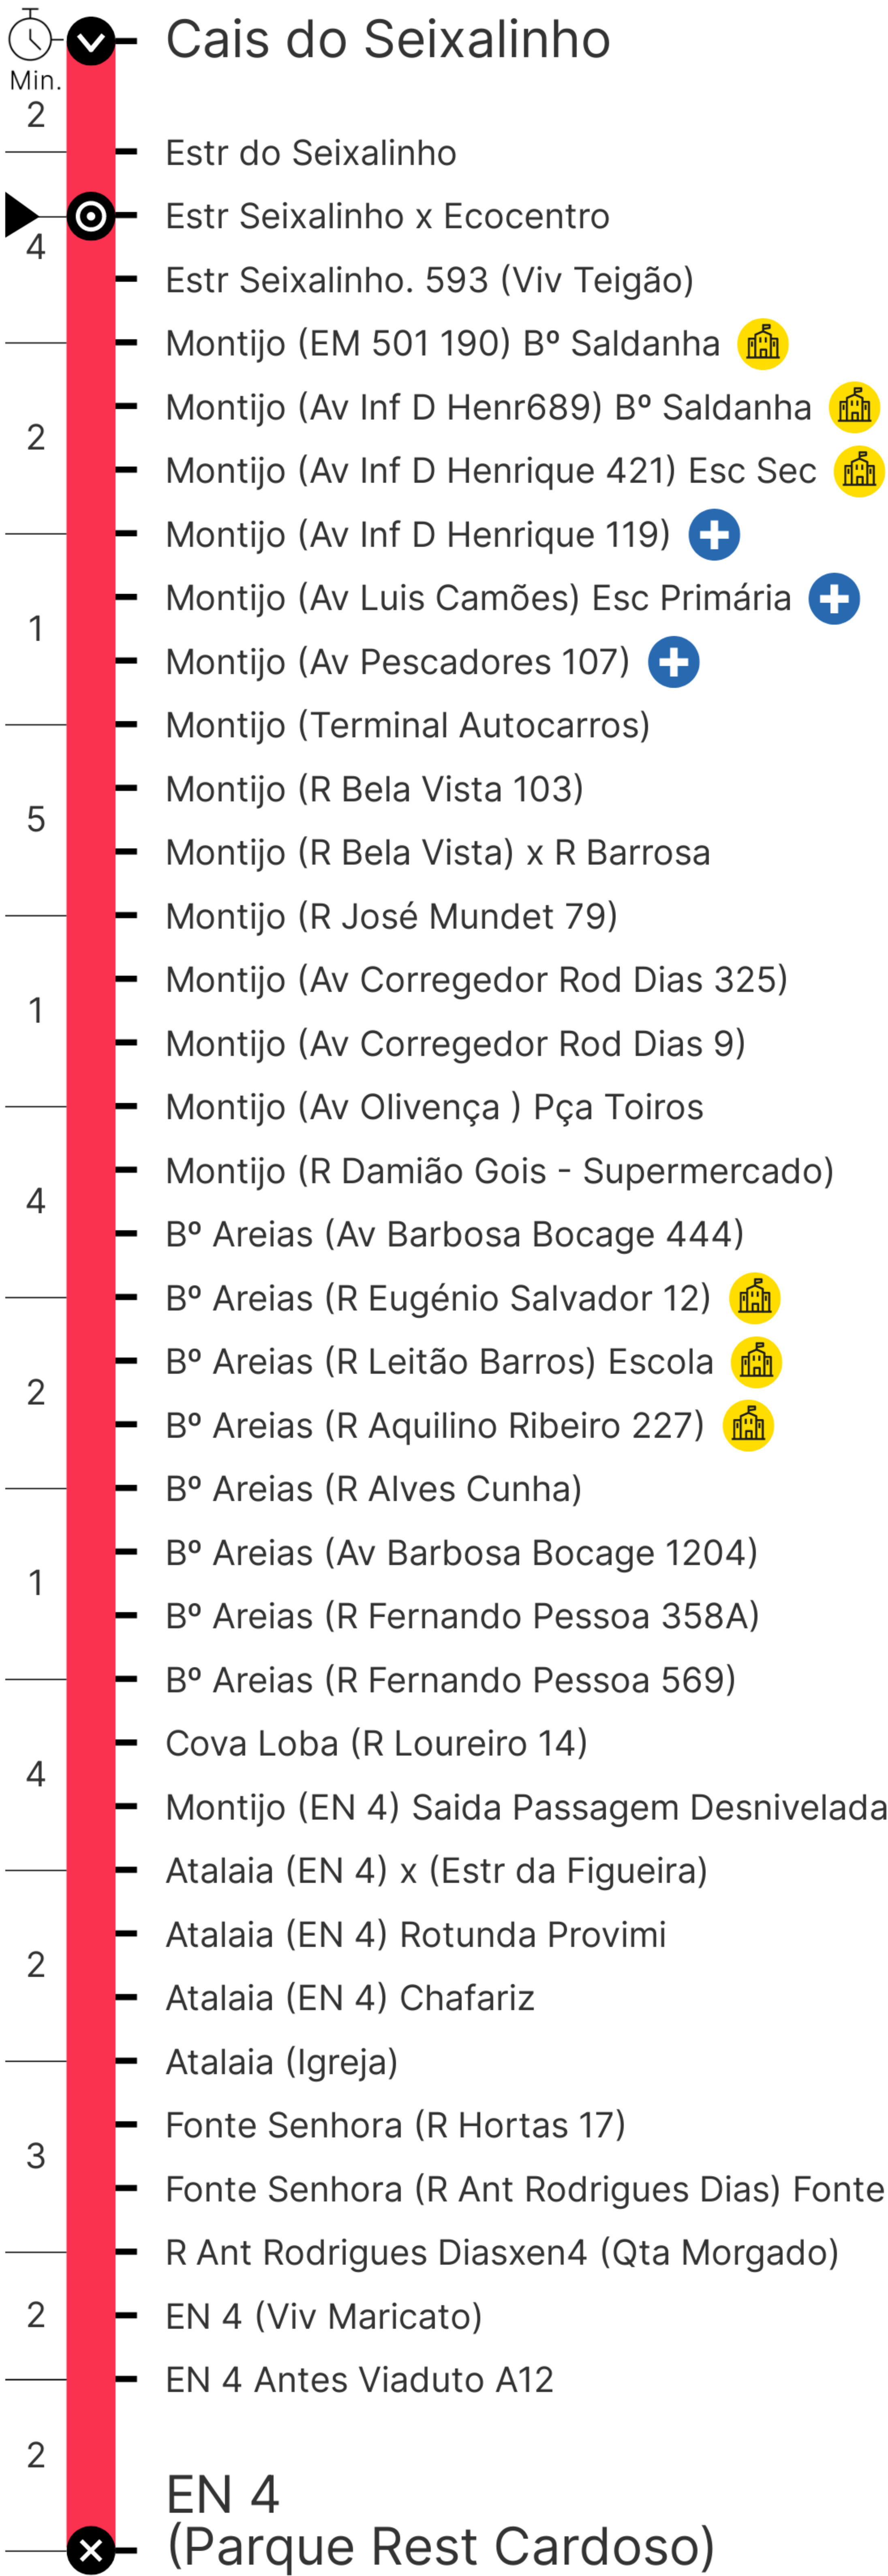 Cais do Seixalinho
Min.
2
Estr do Seixalinho
Estr Seixalinho x Ecocentro
4
Estr Seixalinho. 593 (Viv Teigão)
Montijo (EM 501 190) Bº Saldanha
Montijo (Av Inf D Henr689) Bº Saldanha
2
Montijo (Av Inf D Henrique 421) Esc Sec
Montijo (Av Inf D Henrique 119)
Montijo (Av Luis Camões) Esc Primária
1
Montijo (Av Pescadores 107)
Montijo (Terminal Autocarros)
Montijo (R Bela Vista 103)
5
Montijo (R Bela Vista) x R Barrosa
Montijo (R José Mundet 79)
Montijo (Av Corregedor Rod Dias 325)
1
Montijo (Av Corregedor Rod Dias 9)
Montijo (Av Olivença ) Pça Toiros
Montijo (R Damião Gois - Supermercado)
4
Bº Areias (Av Barbosa Bocage 444)
Bº Areias (R Eugénio Salvador 12)
Bº Areias (R Leitão Barros) Escola
2
Bº Areias (R Aquilino Ribeiro 227)
Bº Areias (R Alves Cunha)
Bº Areias (Av Barbosa Bocage 1204)
1
Bº Areias (R Fernando Pessoa 358A)
Bº Areias (R Fernando Pessoa 569)
Cova Loba (R Loureiro 14)
4
Montijo (EN 4) Saida Passagem Desnivelada
Atalaia (EN 4) x (Estr da Figueira)
Atalaia (EN 4) Rotunda Provimi
2
Atalaia (EN 4) Chafariz
Atalaia (Igreja)
Fonte Senhora (R Hortas 17)
3
Fonte Senhora (R Ant Rodrigues Dias) Fonte
R Ant Rodrigues Diasxen4 (Qta Morgado)
2
EN 4 (Viv Maricato)
EN 4 Antes Viaduto A12
2
EN 4
(Parque Rest Cardoso)